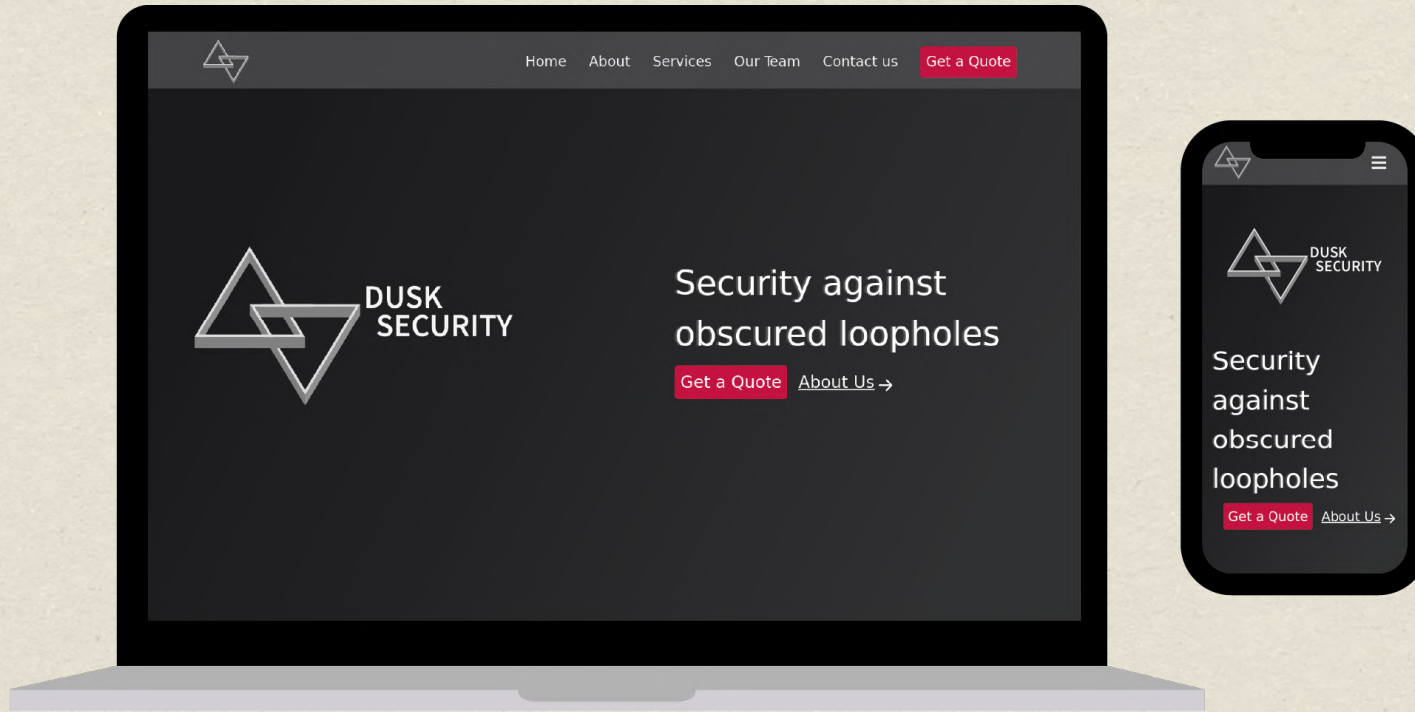 Home About Services Our Team Contact us Get a Quote
DUSK
SECURITY
Security against
obscured loopholes
Get a Quote About Us →
DUSK
SECURITY
Security
against
obscured
loopholes
Get a Quote About Us →